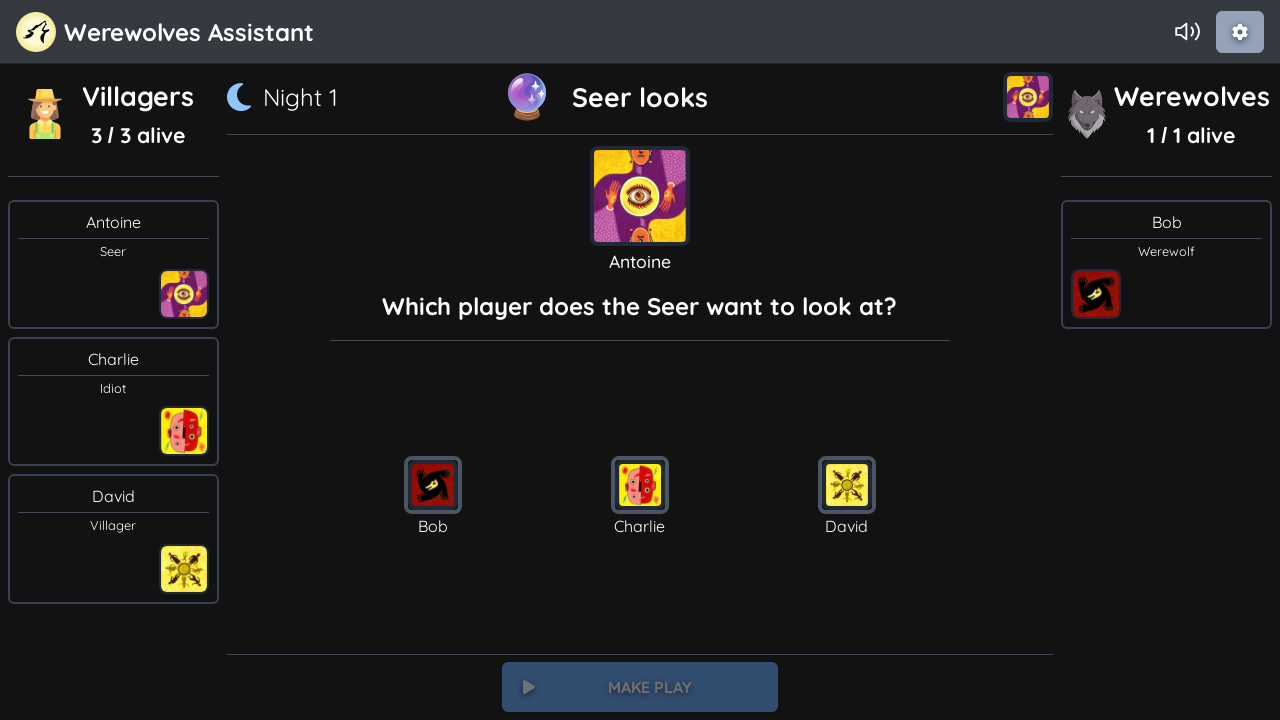 Werewolves Assistant
Villagers
3 / 3 alive
Night 1
Seer looks
Werewolves
1 / 1 alive
Antoine
Seer
Charlie
Idiot
David
Villager
Antoine
Which player does the Seer want to look at?
Bob
Charlie
David
MAKE PLAY
Bob
Werewolf